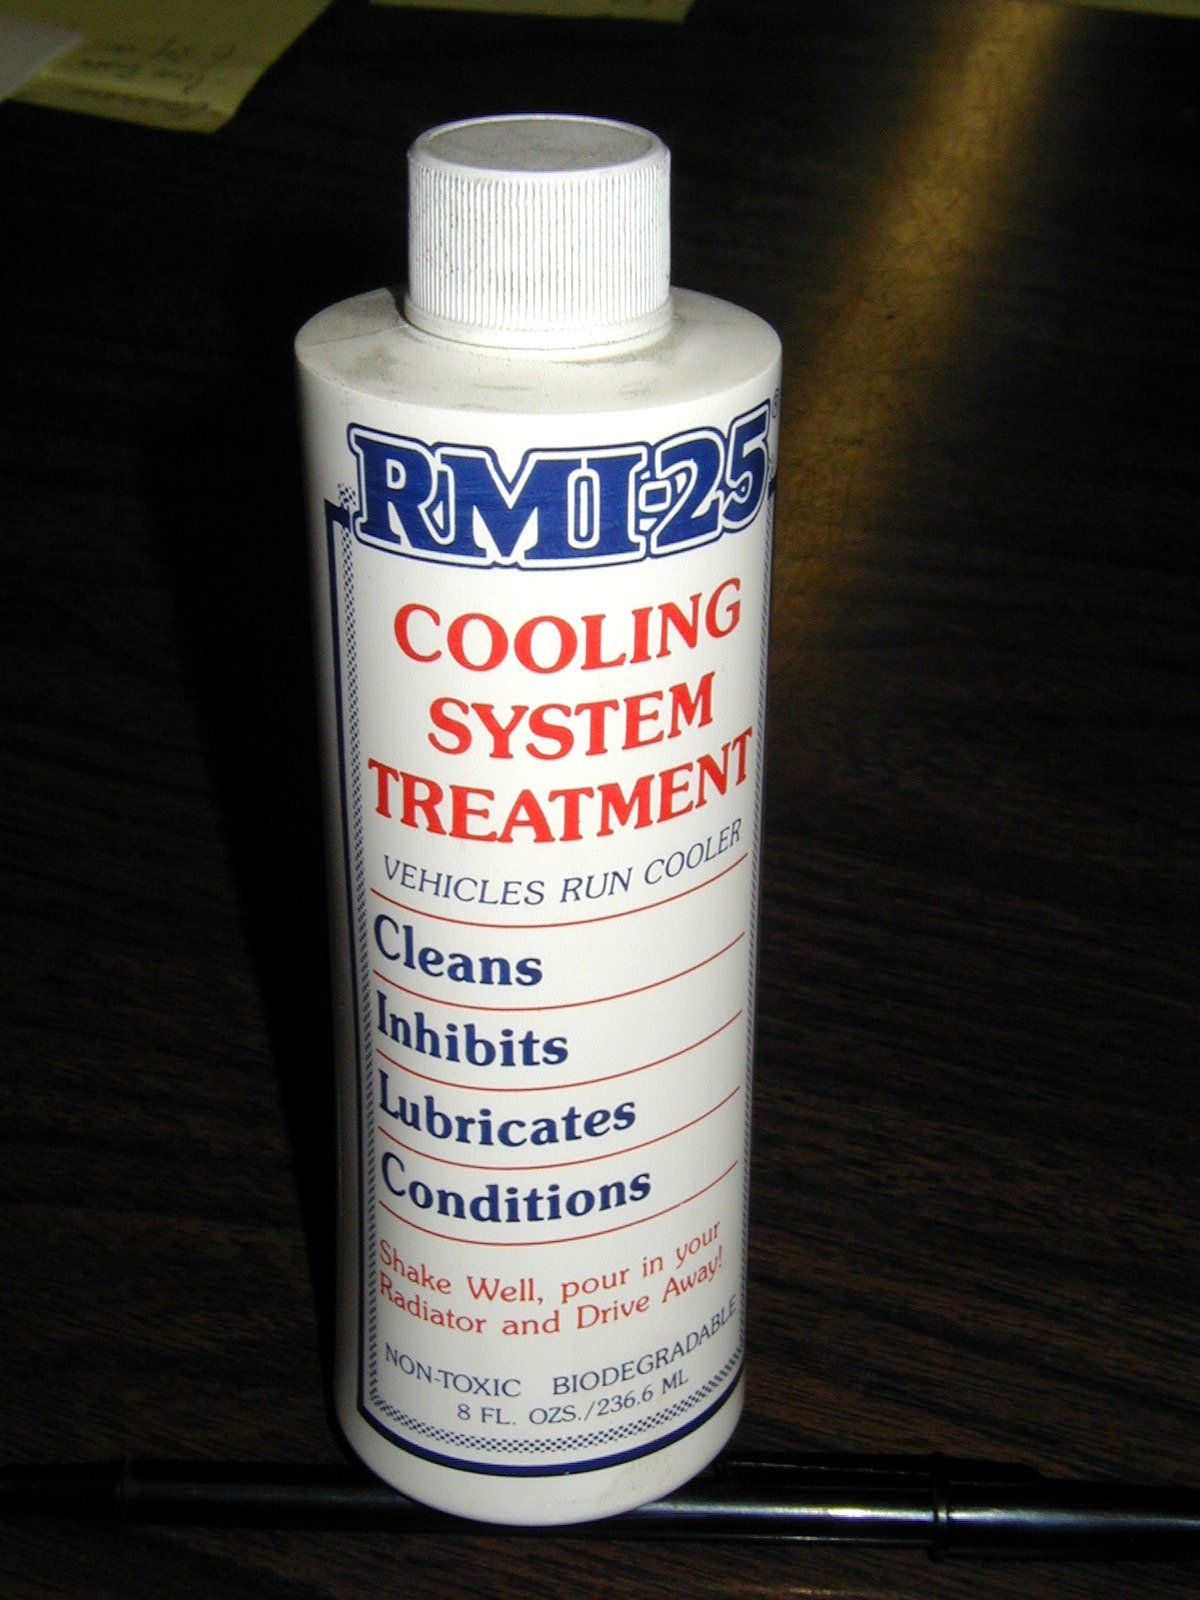 RMI-25®
COOLING
SYSTEM
TREATMENT
VEHICLES RUN COOLER
Cleans
Inhibits
Lubricates
Conditions
Shake Well, pour in your
Radiator and Drive Away!
NON-TOXIC BIODEGRADABLE
8 FL. OZS./236.6 ML